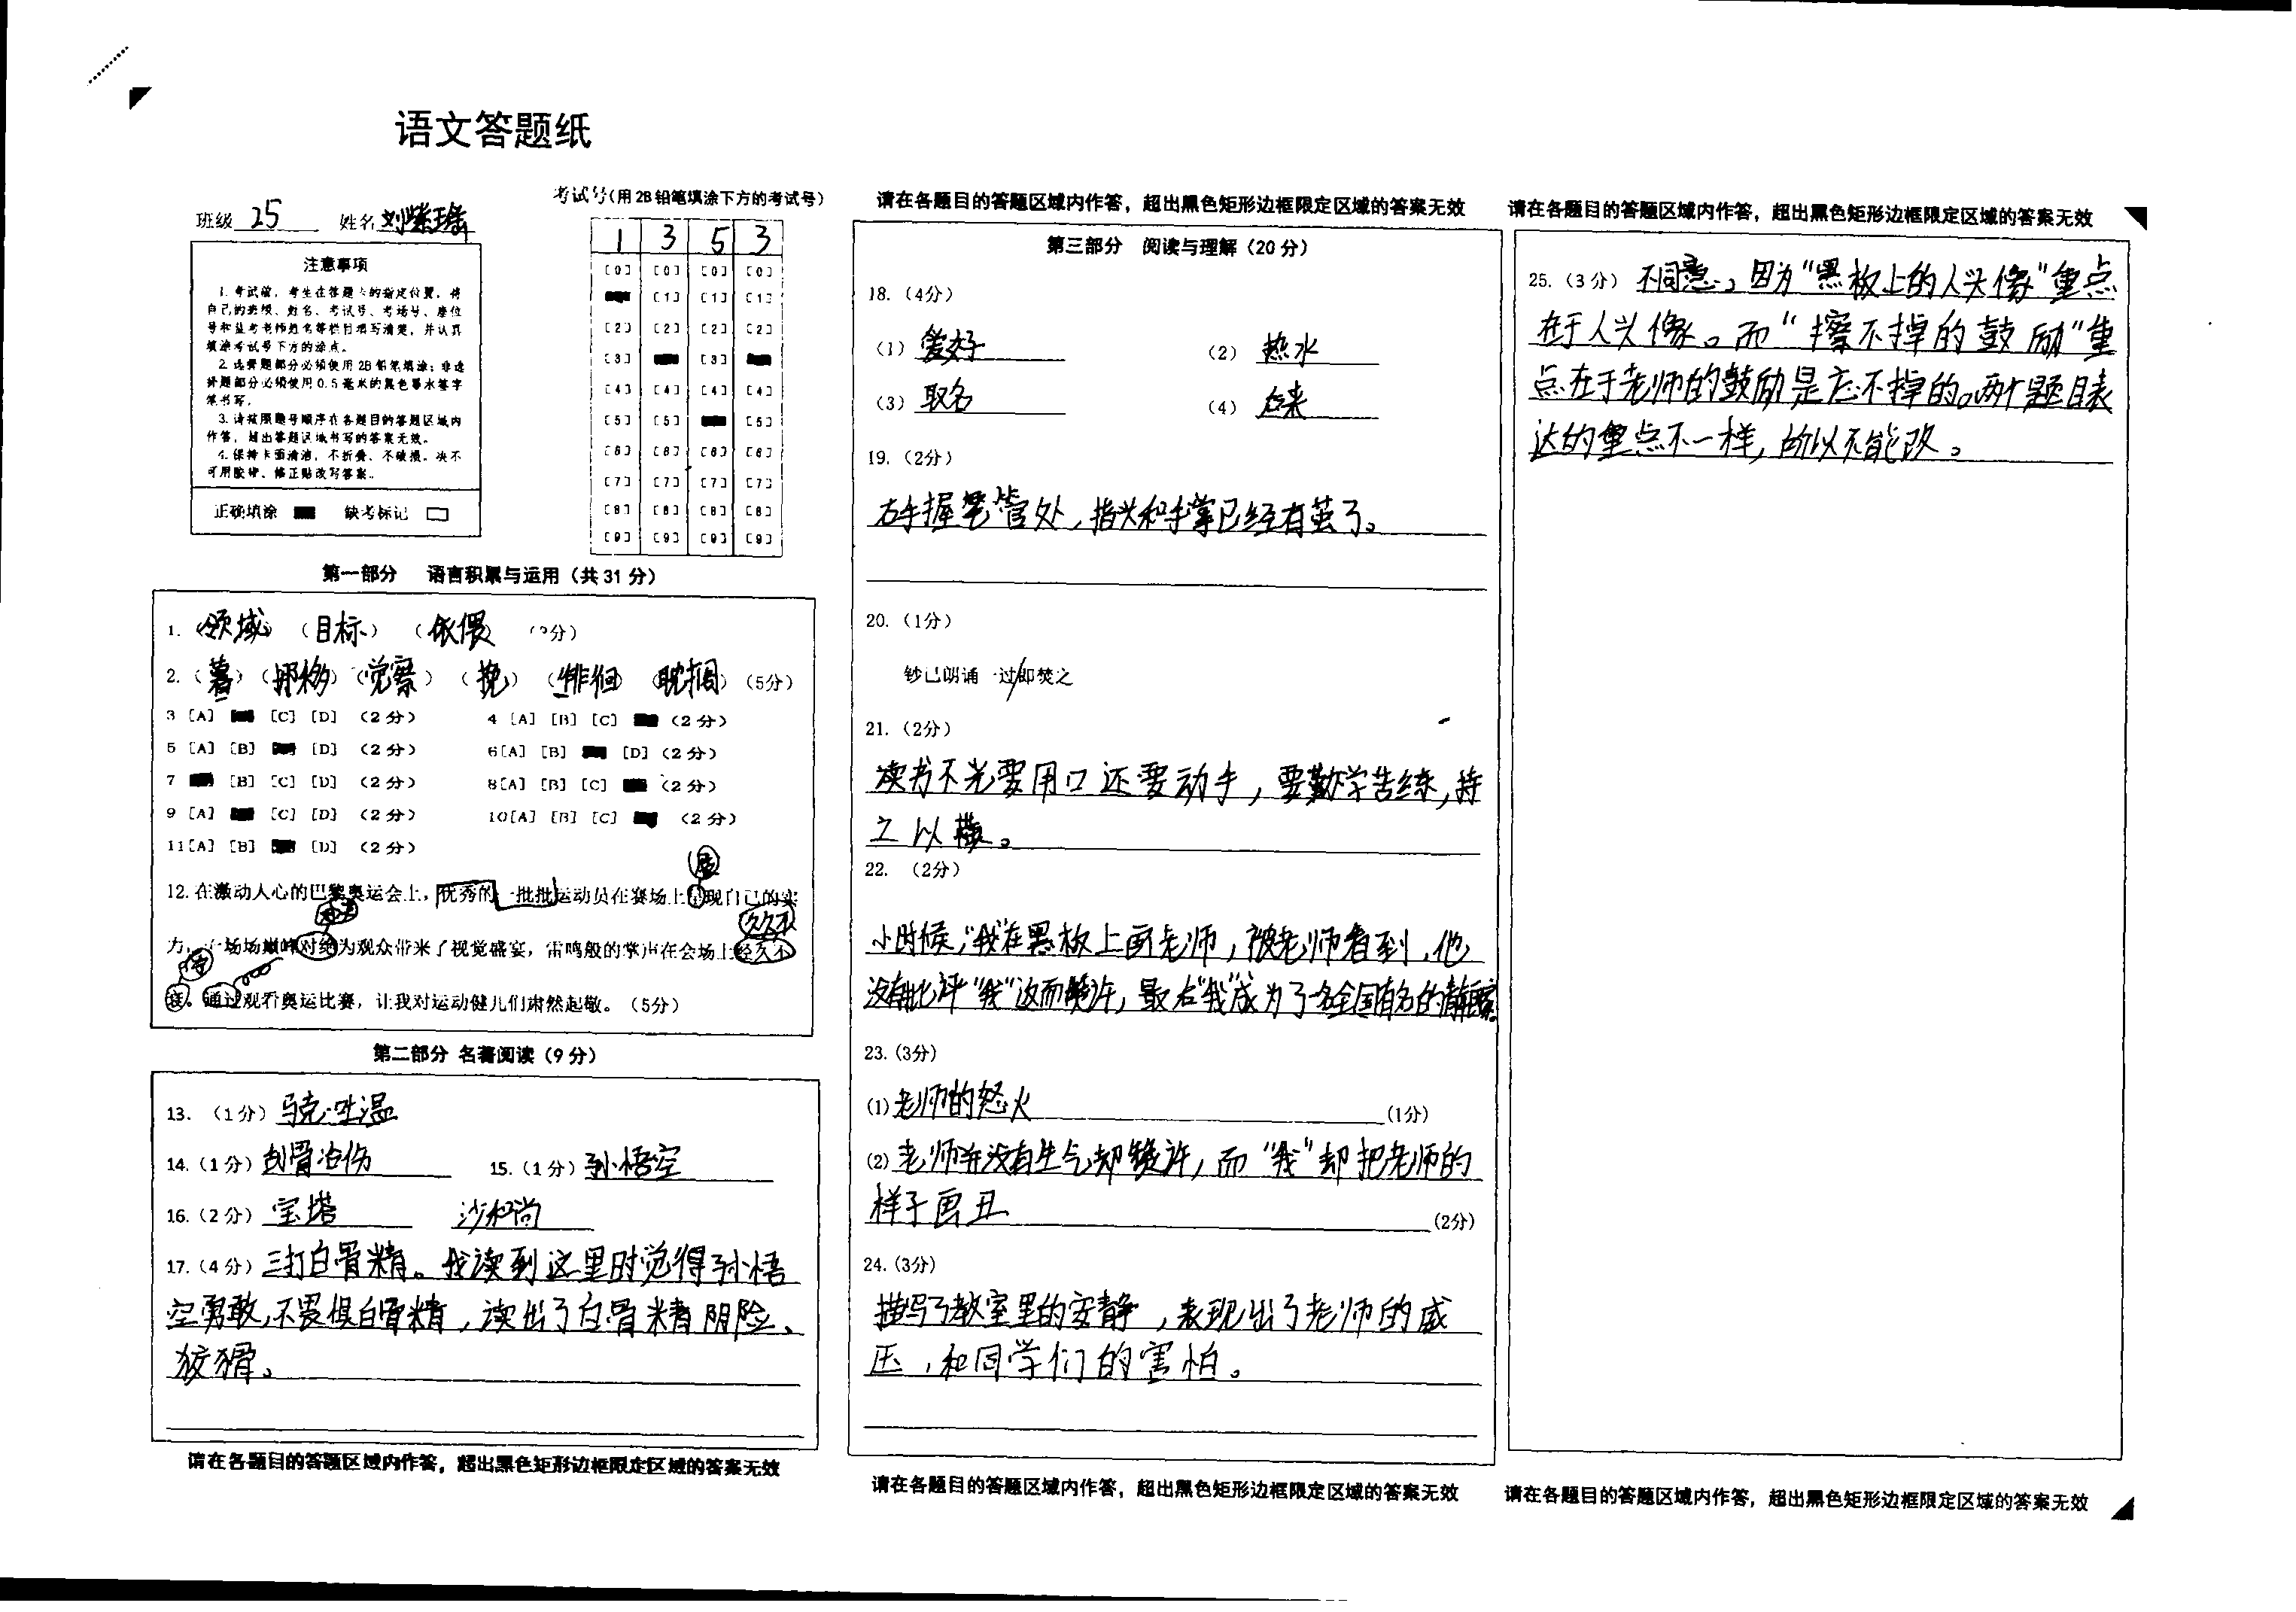 语文答题纸
班级 25 姓名 刘紫瑶
考试号(用2B铅笔填涂下方的考试号)
1 3 5 3
[0] [0] [0] [0]
[1] [1]
[2] [2] [2] [2]
[3] [3]
[4] [4] [4] [4]
[5] [5] [5]
[6] [6] [6] [6]
[7] [7] [7] [7]
[8] [8] [8] [8]
[9] [9] [9] [9]
注意事项
1.考试前，考生在答题卡的指定位置，将
自己的班级、姓名、考试号、考场号、座位
号和监考老师姓名等栏目填写清楚，并认真
填涂考试号下方的涂点。
2.选择题部分必须使用2B铅笔填涂；非选
择题部分必须使用0.5毫米的黑色墨水签字
笔书写。
3.请按照题号顺序在各题目的答题区域内
作答，超出答题区域书写的答案无效。
4.保持卡面清洁，不折叠、不破损。决不
可用胶带、修正贴改写答案。
正确填涂 缺考标记
第一部分 语言积累与运用（共31分）
1.（领域）（目标）（依偎）
2.（暮）（挪移）（觉察）（挽）（徘徊）（耽搁）（5分）
3 [A] [C] [D] （2分） 4 [A] [B] [C] （2分）
5 [A] [B] [D] （2分） 6[A] [B] [D]（2分）
7 [B] [C] [D] （2分） 8[A] [B] [C] （2分）
9 [A] [C] [D] （2分） 10[A] [B] [C] （2分）
11[A] [B] [D] （2分）
展
12.在激动人心的巴黎奥运会上，优秀的一批批运动员在赛场上呈现自己的实
久久不
力，一场场巅峰对绝为观众带来了视觉盛宴，雷鸣般的掌声在会场上经久不
。通过观看奥运比赛，让我对运动健儿们肃然起敬。（5分）
第二部分 名著阅读（9分）
13.（1分）马克·吐温
14.（1分）刮骨治伤 15.（1分）孙悟空
16.（2分）宝塔 沙和尚
17.（4分）三打白骨精。我读到这里时觉得孙悟
空勇敢，不畏惧白骨精，读出了白骨精阴险、
狡猾。
请在各题目的答题区域内作答，超出黑色矩形边框限定区域的答案无效
请在各题目的答题区域内作答，超出黑色矩形边框限定区域的答案无效
第三部分 阅读与理解（20分）
18.（4分）
（1）爱好 （2）热水
（3）取名 （4）后来
19.（2分）
右手握笔管处，指头和手掌已经有茧了。
20.（1分）
钞已朗诵一过/即焚之
21.（2分）
读书不光要用口还要动手，要勤学苦练，持
之以
22.（2分）
小时候，"我"在黑板上画老师，被老师看到，他
没有批评"我"反而赞许，最后"我"成为了一名全国有名的
23.（3分）
(1)老师的怒火 (1分)
(2)老师并没有生气却赞许，而"我"却把老师的
样子画丑 (2分)
24.（3分）
描写了教室里的安静，表现出了老师的威
压，和同学们的害怕。
请在各题目的答题区域内作答，超出黑色矩形边框限定区域的答案无效
请在各题目的答题区域内作答，超出黑色矩形边框限定区域的答案无效
25.（3分）不同意，因为"黑板上的人头像"重点
在于人头像。而"擦不掉的鼓励"重
点在于老师的鼓励是忘不掉的。两个题目表
达的重点不一样，所以不能改。
请在各题目的答题区域内作答，超出黑色矩形边框限定区域的答案无效